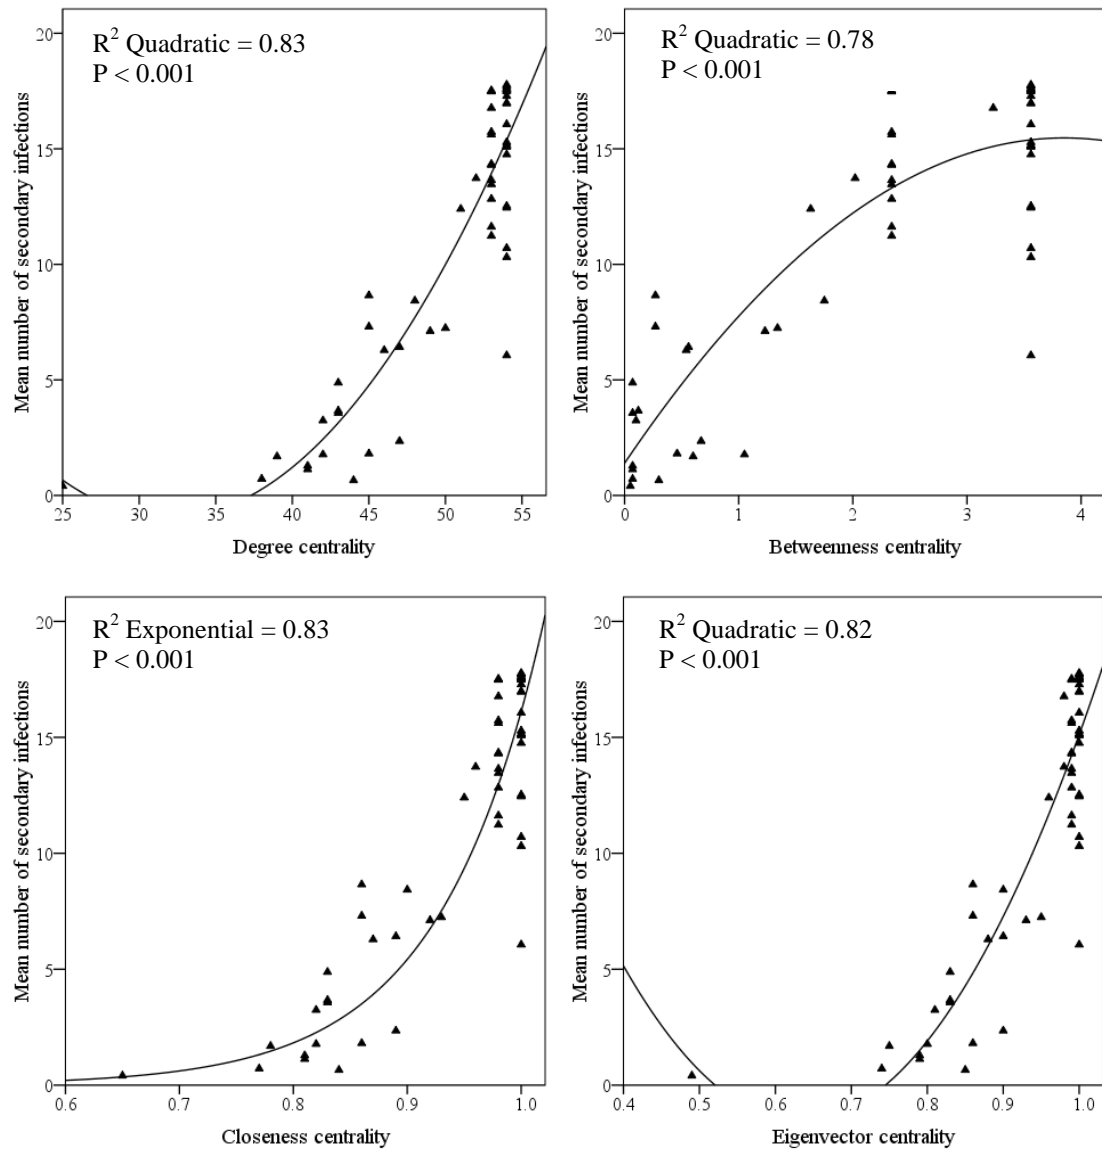 R² Quadratic = 0.83
P < 0.001
20
15
10
5
0
Mean number of secondary infections
25 30 35 40 45 50 55
Degree centrality
R² Quadratic = 0.78
P < 0.001
20
15
10
5
0
Mean number of secondary infections
0 1 2 3 4
Betweenness centrality
R² Exponential = 0.83
P < 0.001
20
15
10
5
0
Mean number of secondary infections
0.6 0.7 0.8 0.9 1.0
Closeness centrality
R² Quadratic = 0.82
P < 0.001
20
15
10
5
0
Mean number of secondary infections
0.4 0.5 0.6 0.7 0.8 0.9 1.0
Eigenvector centrality